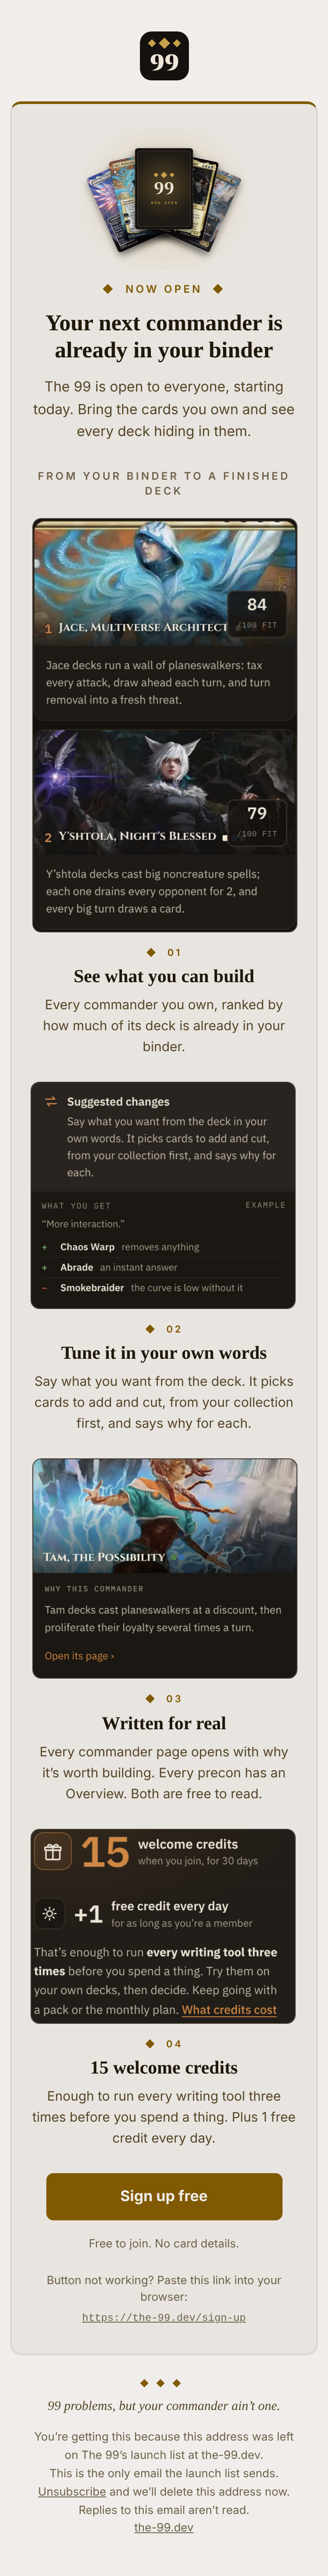 99
99
NOW OPEN
NOW OPEN
Your next commander is
already in your binder
The 99 is open to everyone, starting
today. Bring the cards you own and see
every deck hiding in them.
FROM YOUR BINDER TO A FINISHED
DECK
84
/100 FIT
1 Jace, Multiverse Architect
Jace decks run a wall of planeswalkers: tax
every attack, draw ahead each turn, and turn
removal into a fresh threat.
79
/100 FIT
2 Y'shtola, Night's Blessed
Y'shtola decks cast big noncreature spells;
each one drains every opponent for 2, and
every big turn draws a card.
01
See what you can build
Every commander you own, ranked by
how much of its deck is already in your
binder.
Suggested changes
Say what you want from the deck in your
own words. It picks cards to add and cut,
from your collection first, and says why for
each.
WHAT YOU GET EXAMPLE
“More interaction.”
+ Chaos Warp removes anything
+ Abrade an instant answer
− Smokebraider the curve is low without it
02
Tune it in your own words
Say what you want from the deck. It picks
cards to add and cut, from your collection
first, and says why for each.
Tam, the Possibility
WHY THIS COMMANDER
Tam decks cast planeswalkers at a discount, then
proliferate their loyalty several times a turn.
Open its page ›
03
Written for real
Every commander page opens with why
it’s worth building. Every precon has an
Overview. Both are free to read.
15 welcome credits
when you join, for 30 days
+1 free credit every day
for as long as you’re a member
That’s enough to run every writing tool three
times before you spend a thing. Try them on
your own decks, then decide. Keep going with
a pack or the monthly plan. What credits cost
04
15 welcome credits
Enough to run every writing tool three
times before you spend a thing. Plus 1 free
credit every day.
Sign up free
Free to join. No card details.
Button not working? Paste this link into your
browser:
https://the-99.dev/sign-up
99 problems, but your commander ain’t one.
You’re getting this because this address was left
on The 99’s launch list at the-99.dev.
This is the only email the launch list sends.
Unsubscribe and we’ll delete this address now.
Replies to this email aren’t read.
the-99.dev